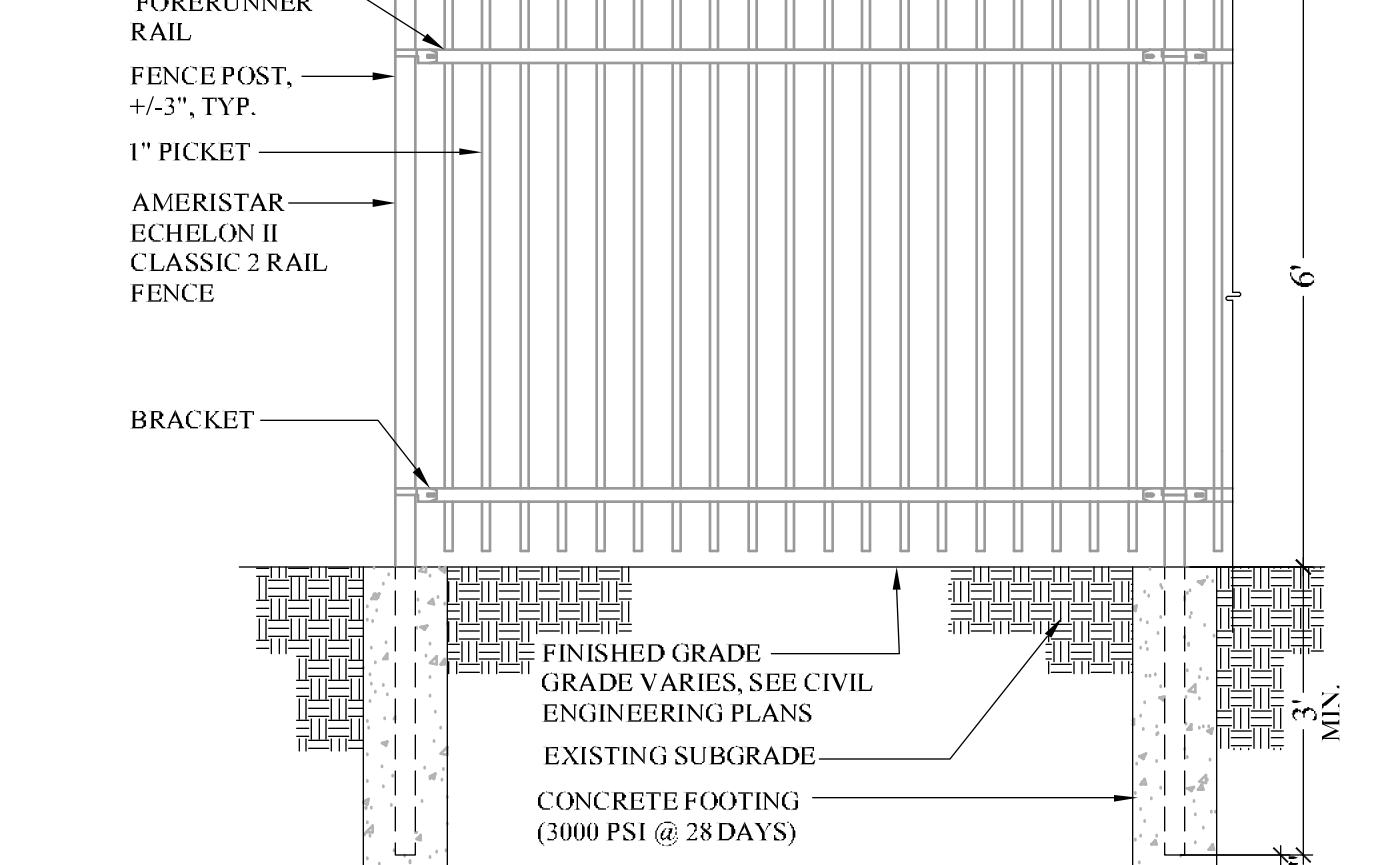 FORERUNNER
RAIL
FENCE POST,
+/-3", TYP.
1" PICKET
AMERISTAR
ECHELON II
CLASSIC 2 RAIL
FENCE
BRACKET
6'
FINISHED GRADE
GRADE VARIES, SEE CIVIL
ENGINEERING PLANS
EXISTING SUBGRADE
CONCRETE FOOTING
(3000 PSI @ 28 DAYS)
3'
MIN.